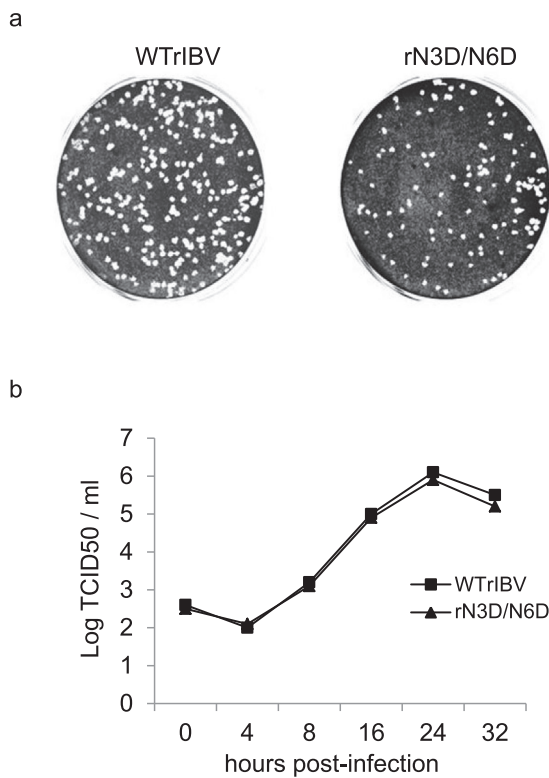 a
WTrIBV
rN3D/N6D
b
Log TCID50 / ml
7
6
5
4
3
2
1
0
0 4 8 16 24 32
hours post-infection
WTrIBV
rN3D/N6D